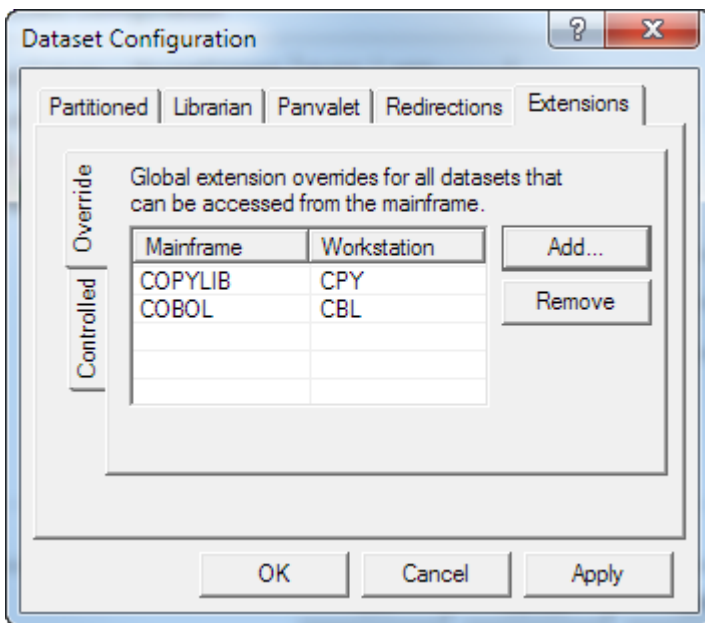 Dataset Configuration
Partitioned Librarian Panvalet Redirections Extensions
Override
Controlled
Global extension overrides for all datasets that
can be accessed from the mainframe.
Mainframe Workstation
COPYLIB CPY
COBOL CBL
Add...
Remove
OK Cancel Apply